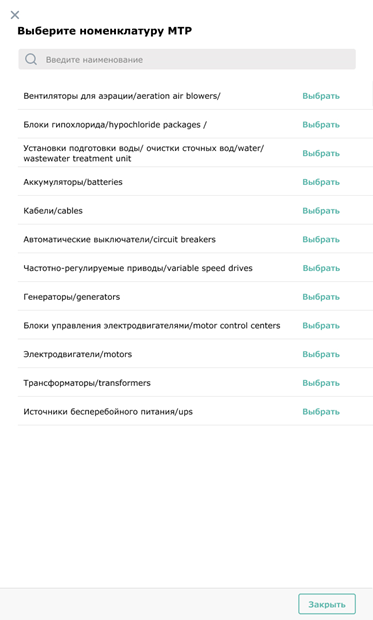 Выберите номенклатуру МТР
Введите наименование
Вентиляторы для аэрации/aeration air blowers/ Выбрать
Блоки гипохлорида/hypochloride packages / Выбрать
Установки подготовки воды/ очистки сточных вод/water/
wastewater treatment unit Выбрать
Аккумуляторы/batteries Выбрать
Кабели/cables Выбрать
Автоматические выключатели/circuit breakers Выбрать
Частотно-регулируемые приводы/variable speed drives Выбрать
Генераторы/generators Выбрать
Блоки управления электродвигателями/motor control centers Выбрать
Электродвигатели/motors Выбрать
Трансформаторы/transformers Выбрать
Источники бесперебойного питания/ups Выбрать
Закрыть